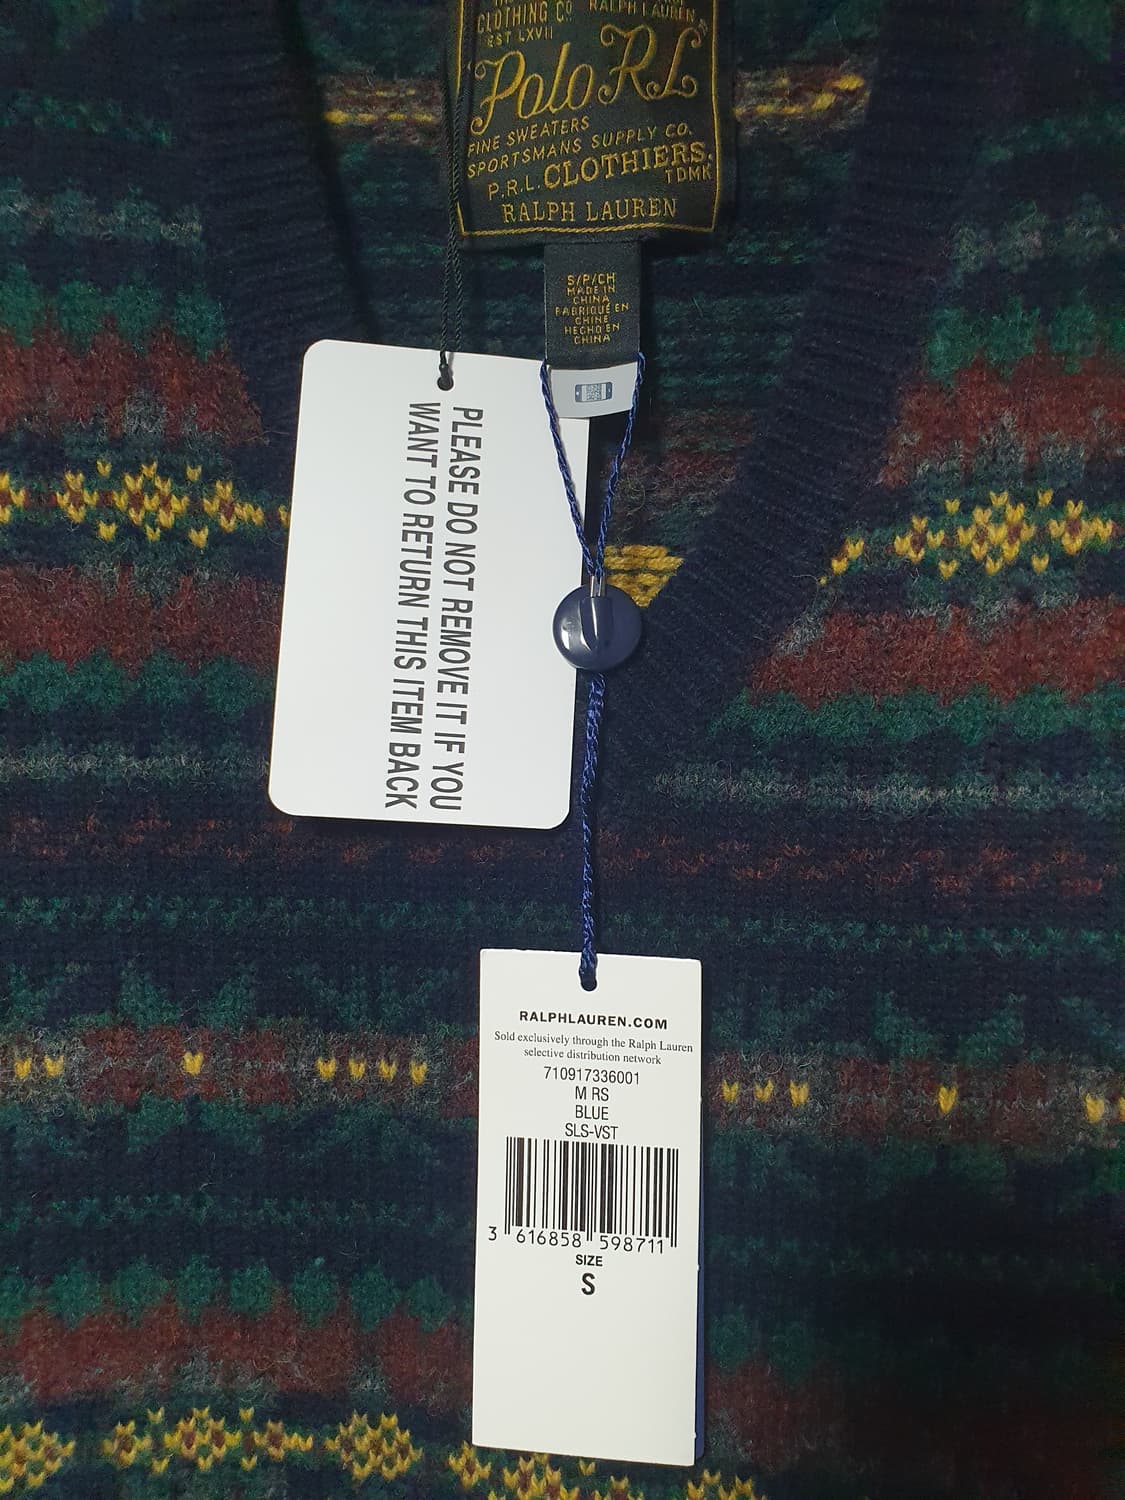 CLOTHING CO RALPH LAUREN
EST LXVII
Polo RL
FINE SWEATERS
SPORTSMANS SUPPLY CO.
P.R.L. CLOTHIERS.
TDMK
RALPH LAUREN
S/P/CH
MADE IN
CHINA
FABRIQUÉ EN
CHINE
HECHO EN
CHINA
PLEASE DO NOT REMOVE IT IF YOU
WANT TO RETURN THIS ITEM BACK
RALPHLAUREN.COM
Sold exclusively through the Ralph Lauren
selective distribution network
710917336001
M RS
BLUE
SLS-VST
3 616858 598711
SIZE
S